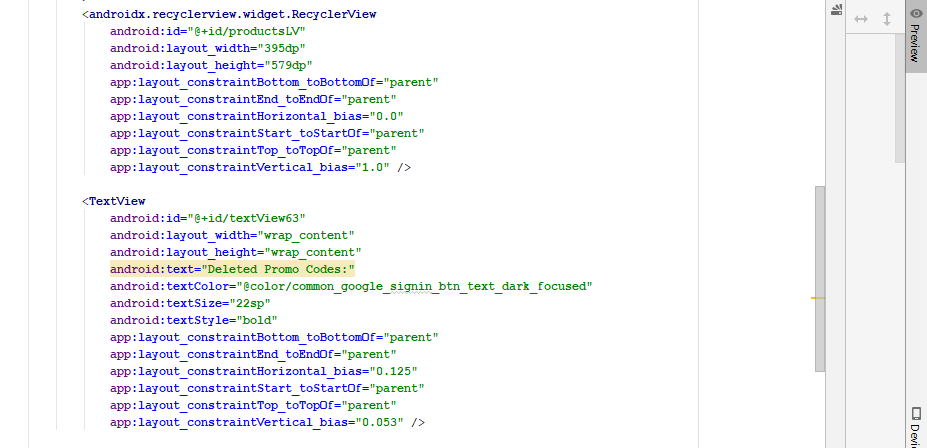 <androidx.recyclerview.widget.RecyclerView
android:id="@+id/productsLV"
android:layout_width="395dp"
android:layout_height="579dp"
app:layout_constraintBottom_toBottomOf="parent"
app:layout_constraintEnd_toEndOf="parent"
app:layout_constraintHorizontal_bias="0.0"
app:layout_constraintStart_toStartOf="parent"
app:layout_constraintTop_toTopOf="parent"
app:layout_constraintVertical_bias="1.0" />
<TextView
android:id="@+id/textView63"
android:layout_width="wrap_content"
android:layout_height="wrap_content"
android:text="Deleted Promo Codes:"
android:textColor="@color/common_google_signin_btn_text_dark_focused"
android:textSize="22sp"
android:textStyle="bold"
app:layout_constraintBottom_toBottomOf="parent"
app:layout_constraintEnd_toEndOf="parent"
app:layout_constraintHorizontal_bias="0.125"
app:layout_constraintStart_toStartOf="parent"
app:layout_constraintTop_toTopOf="parent"
app:layout_constraintVertical_bias="0.053" />
Preview